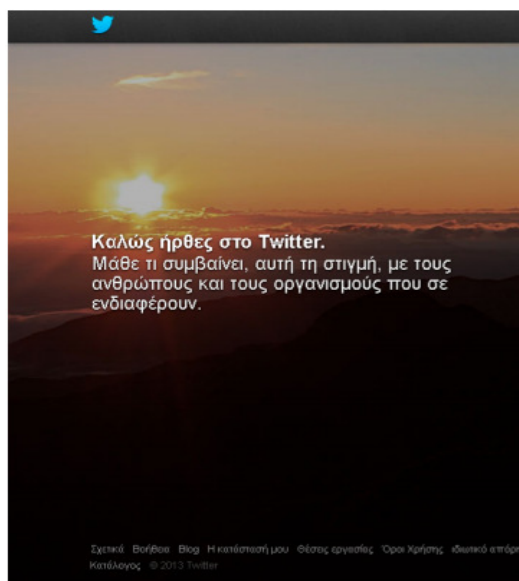 Καλώς ήρθες στο Twitter.
Μάθε τι συμβαίνει, αυτή τη στιγμή, με τους
ανθρώπους και τους οργανισμούς που σε
ενδιαφέρουν.
Σχετικά Βοήθεια Blog Η κατάστασή μου Θέσεις εργασίας Όροι Χρήσης
Κατάλογος © 2013 Twitter